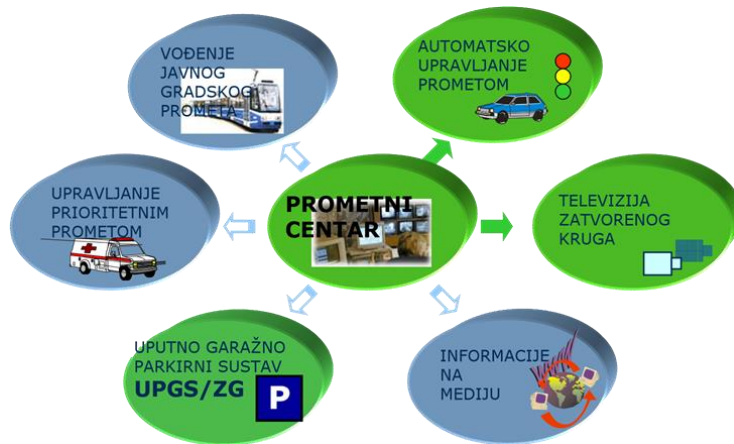 VOĐENJE
JAVNOG
GRADSKOG
PROMETA
AUTOMATSKO
UPRAVLJANJE
PROMETOM
UPRAVLJANJE
PRIORITETNIM
PROMETOM
PROMETNI
CENTAR
TELEVIZIJA
ZATVORENOG
KRUGA
UPUTNO GARAŽNO
PARKIRNI SUSTAV
UPGS/ZG
P
INFORMACIJE
NA
MEDIJU